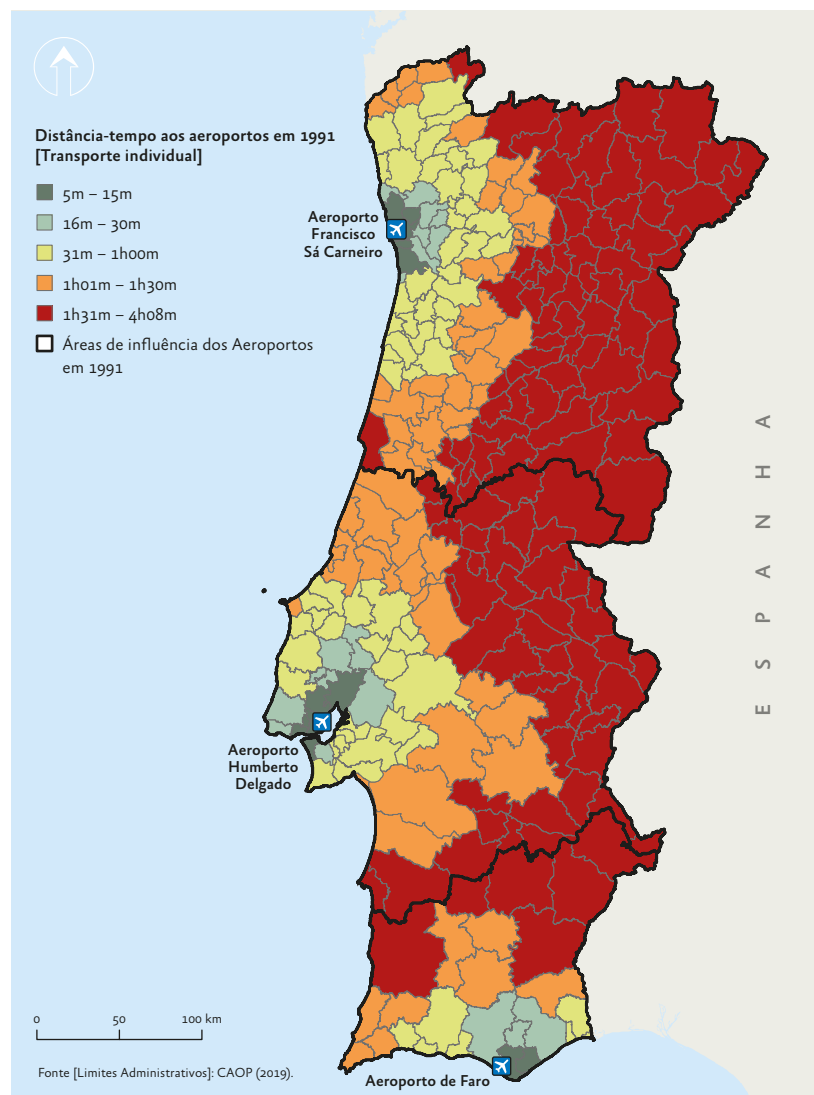 Distância-tempo aos aeroportos em 1991
[Transporte individual]
5m – 15m
16m – 30m
31m – 1h00m
1h01m – 1h30m
1h31m – 4h08m
Áreas de influência dos Aeroportos
em 1991
Aeroporto
Francisco
Sá Carneiro
ESPANHA
Aeroporto
Humberto
Delgado
0 50 100 km
Fonte [Limites Administrativos]: CAOP (2019).
Aeroporto de Faro